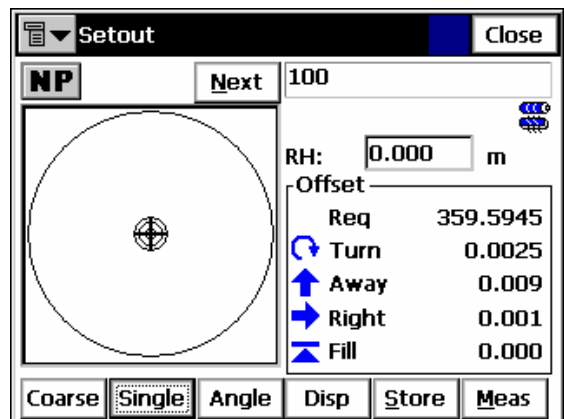 Setout Close
NP Next 100
RH: 0.000 m
Offset
Req 359.5945
Turn 0.0025
Away 0.009
Right 0.001
Fill 0.000
Coarse Single Angle Disp Store Meas